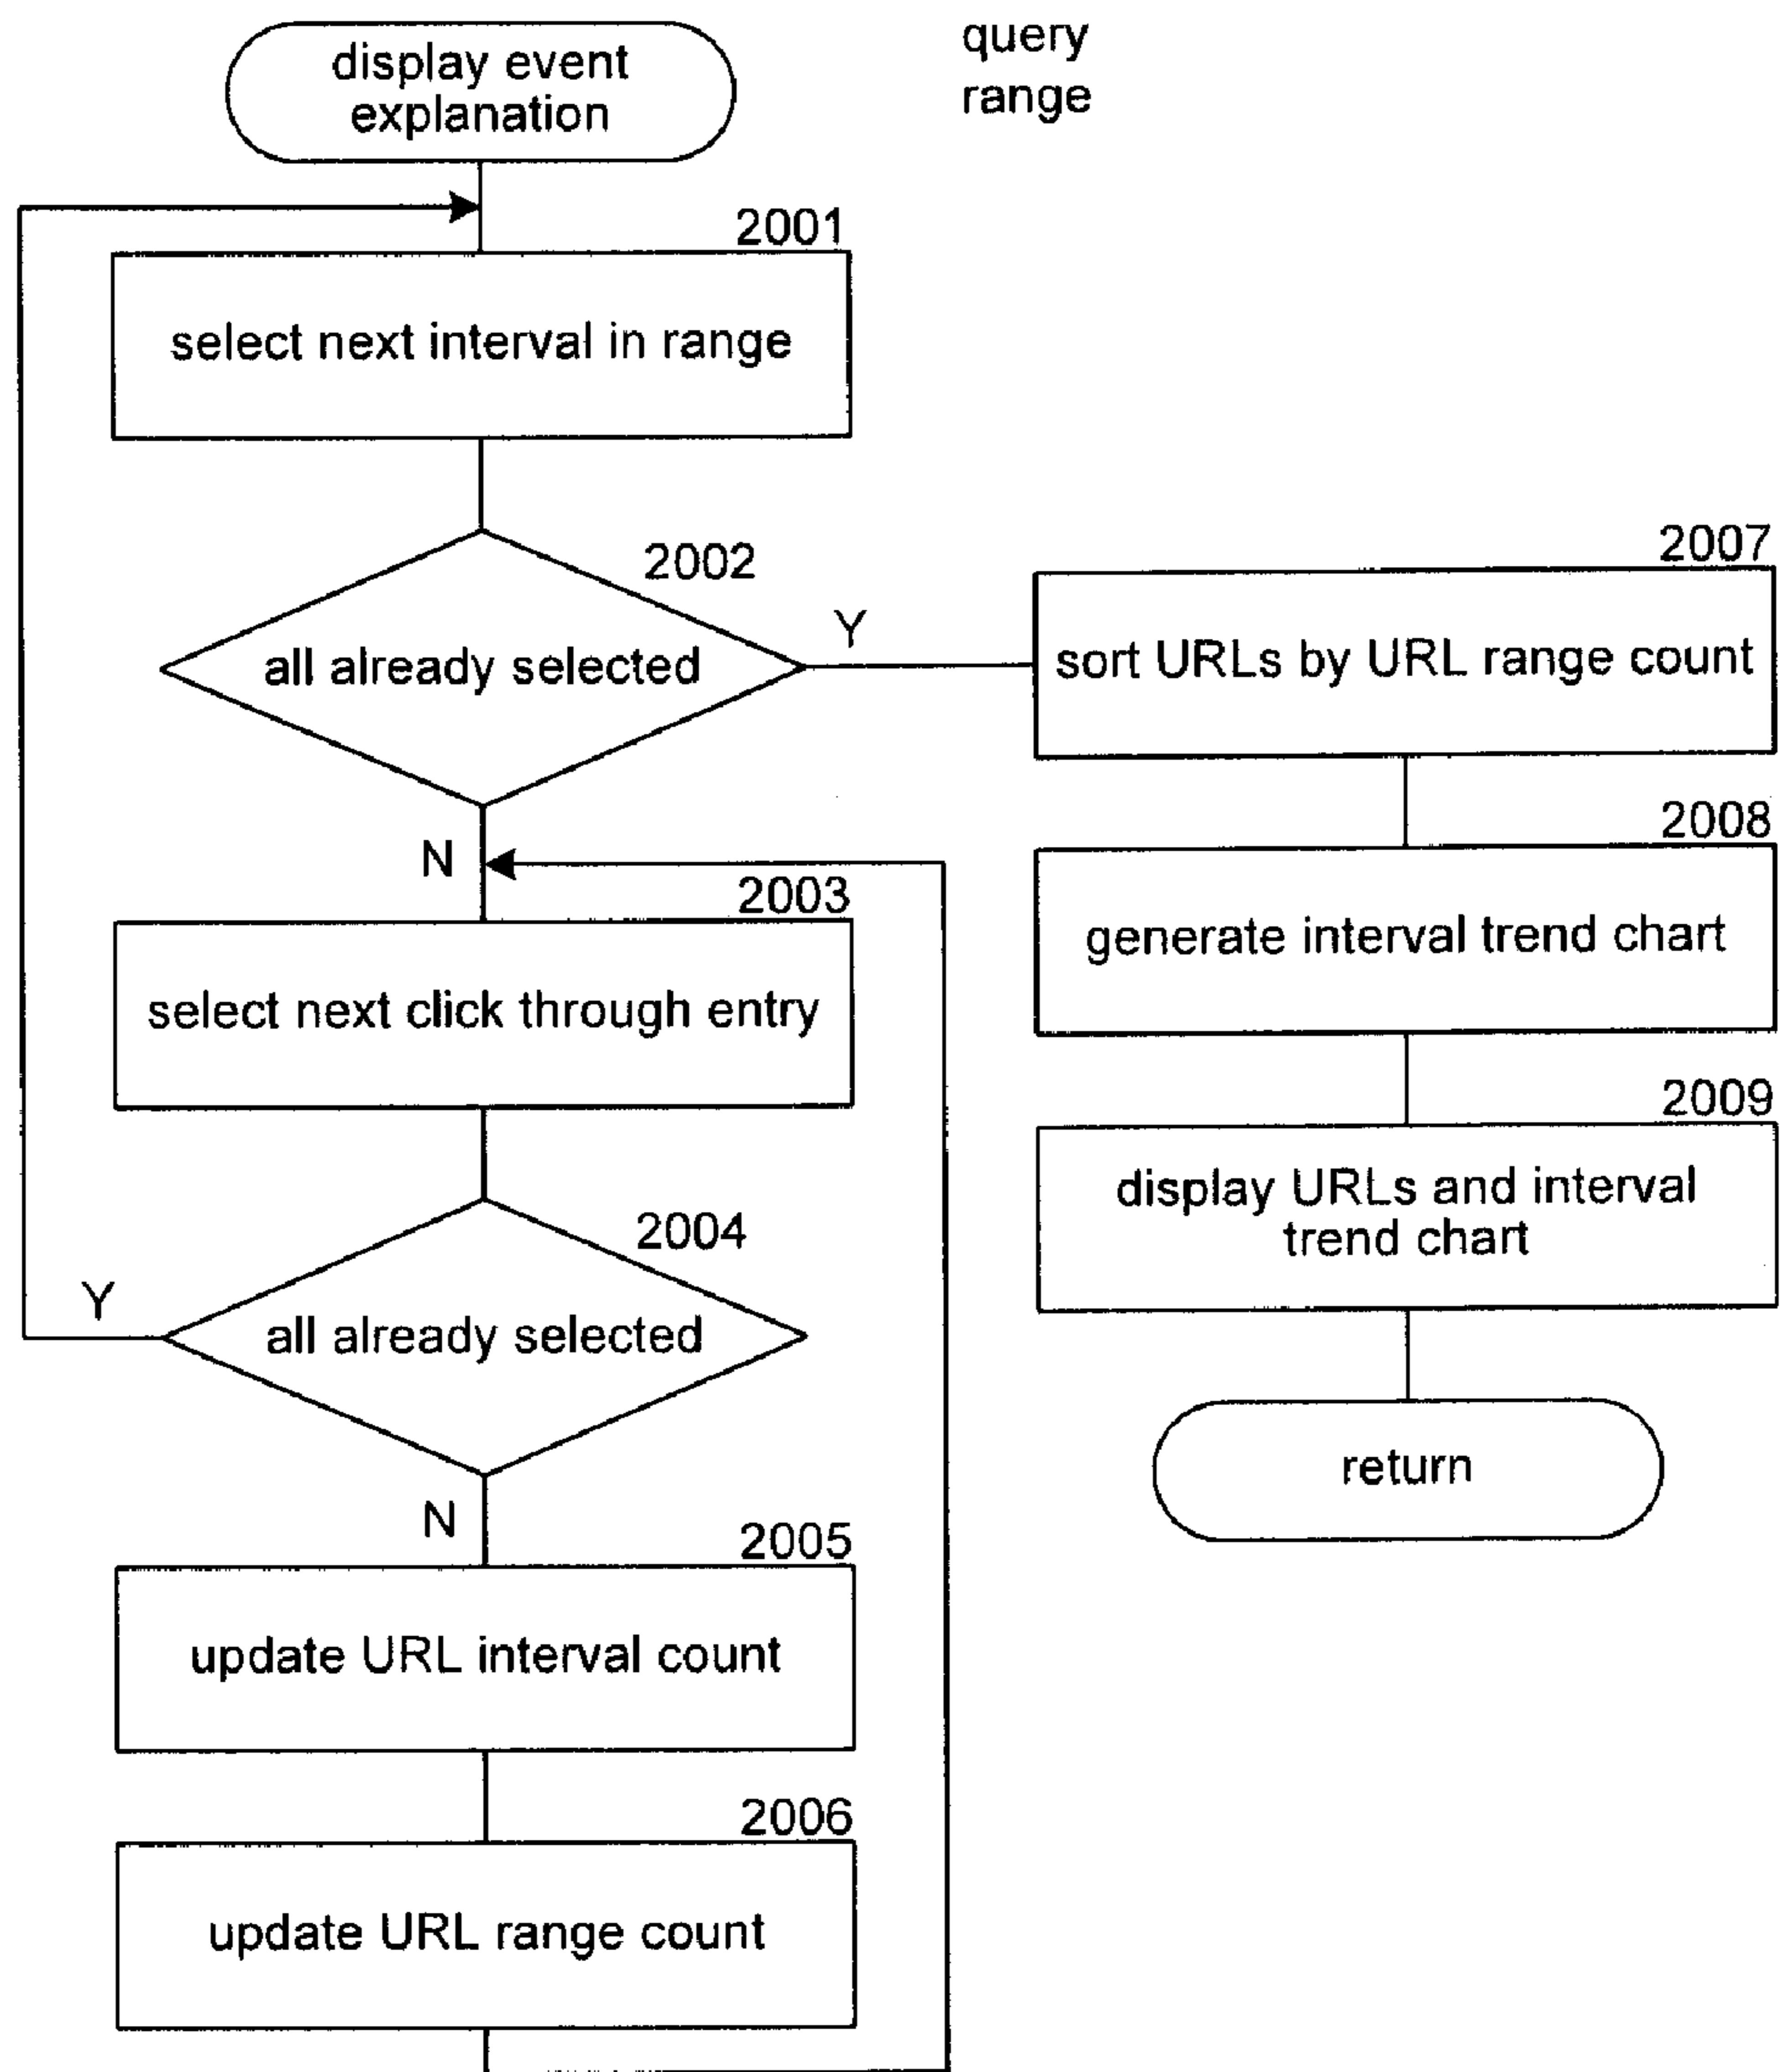 display event
explanation
query
range
2001
select next interval in range
2002
all already selected
Y
N
2003
select next click through entry
2004
all already selected
Y
N
2005
update URL interval count
2006
update URL range count
2007
sort URLs by URL range count
2008
generate interval trend chart
2009
display URLs and interval
trend chart
return